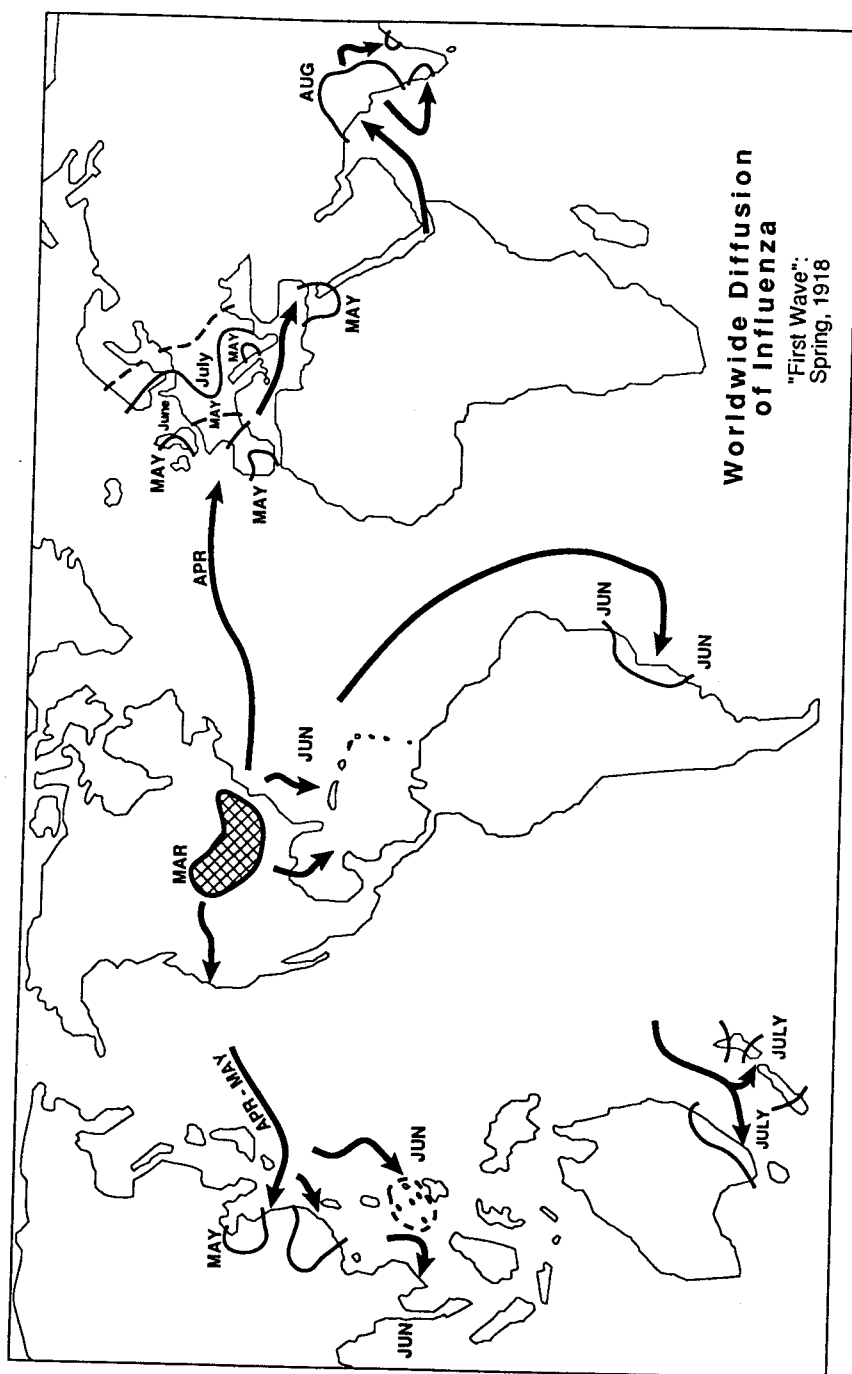 MAY
APR - MAY
MAR
JUN
APR
MAY
June
MAY
July
MAY
MAY
MAY
AUG
JUN
JUN
JUN
JUN
JULY
JULY
Worldwide Diffusion
of Influenza
"First Wave":
Spring, 1918